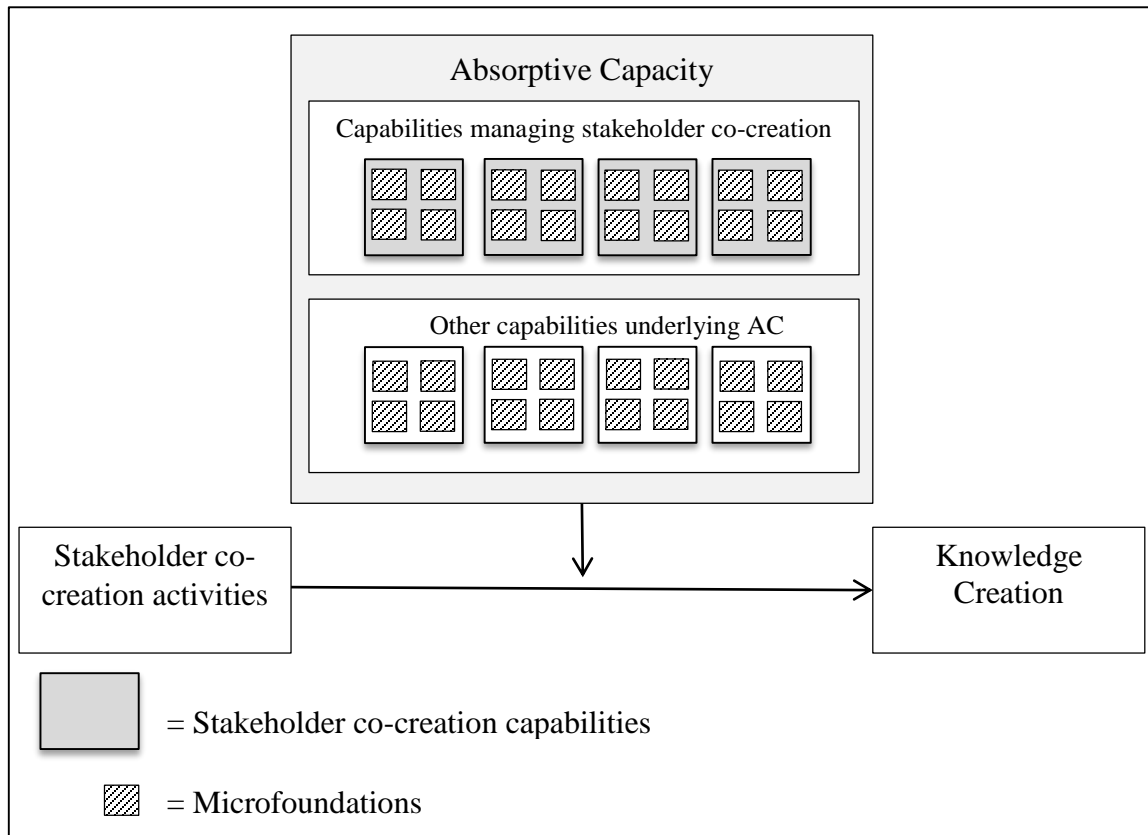 Absorptive Capacity
Capabilities managing stakeholder co-creation
Other capabilities underlying AC
Stakeholder co-
creation activities
Knowledge
Creation
= Stakeholder co-creation capabilities
= Microfoundations